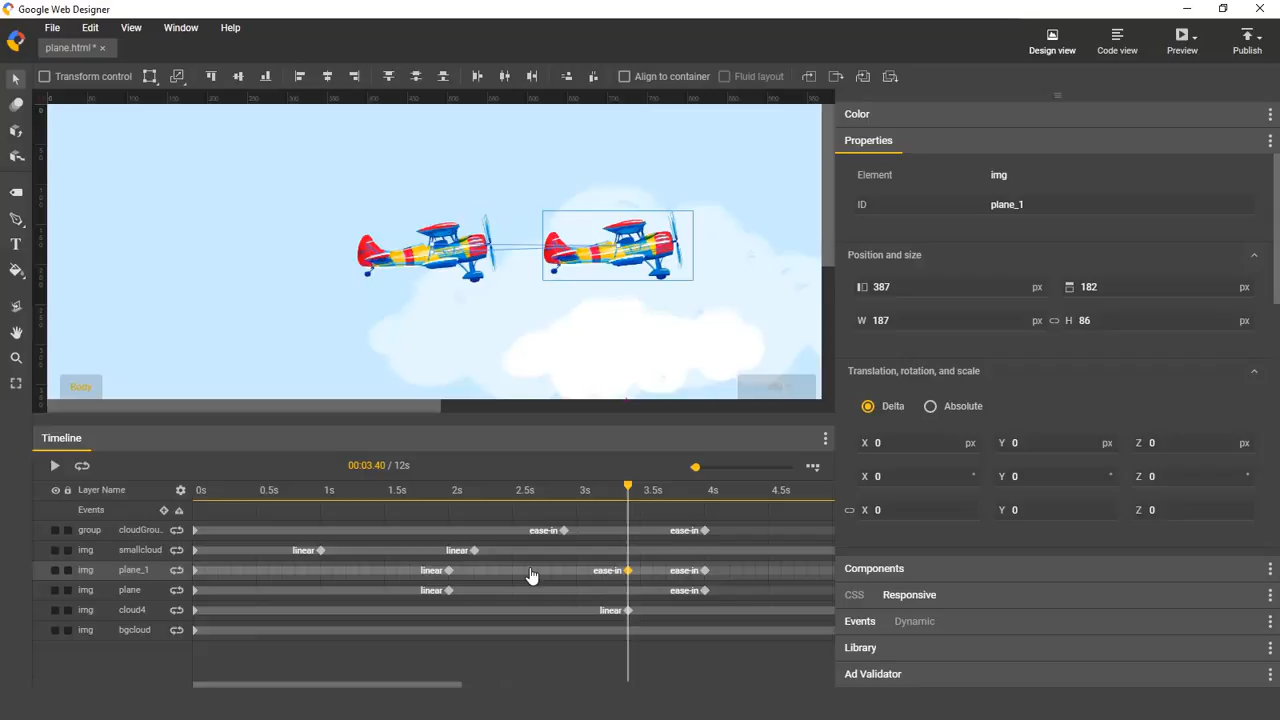 Google Web Designer
File Edit View Window Help
plane.html* ×
Design view Code view Preview Publish
Transform control Align to container Fluid layout
Color
Properties
Element img
ID plane_1
Position and size
387 px 182 px
W 187 px H 86 px
Translation, rotation, and scale
Delta Absolute
X 0 px Y 0 px Z 0 px
X 0 ° Y 0 ° Z 0 °
X 0 Y 0 Z 0
Body
Timeline
00:03.40 / 12s
Layer Name 0s 0.5s 1s 1.5s 2s 2.5s 3s 3.5s 4s 4.5s
Events
group cloudGrou... ease-in ease-in
img smallcloud linear linear
img plane_1 linear ease-in ease-in
img plane linear ease-in
img cloud4 linear
img bgcloud
Components
CSS Responsive
Events Dynamic
Library
Ad Validator